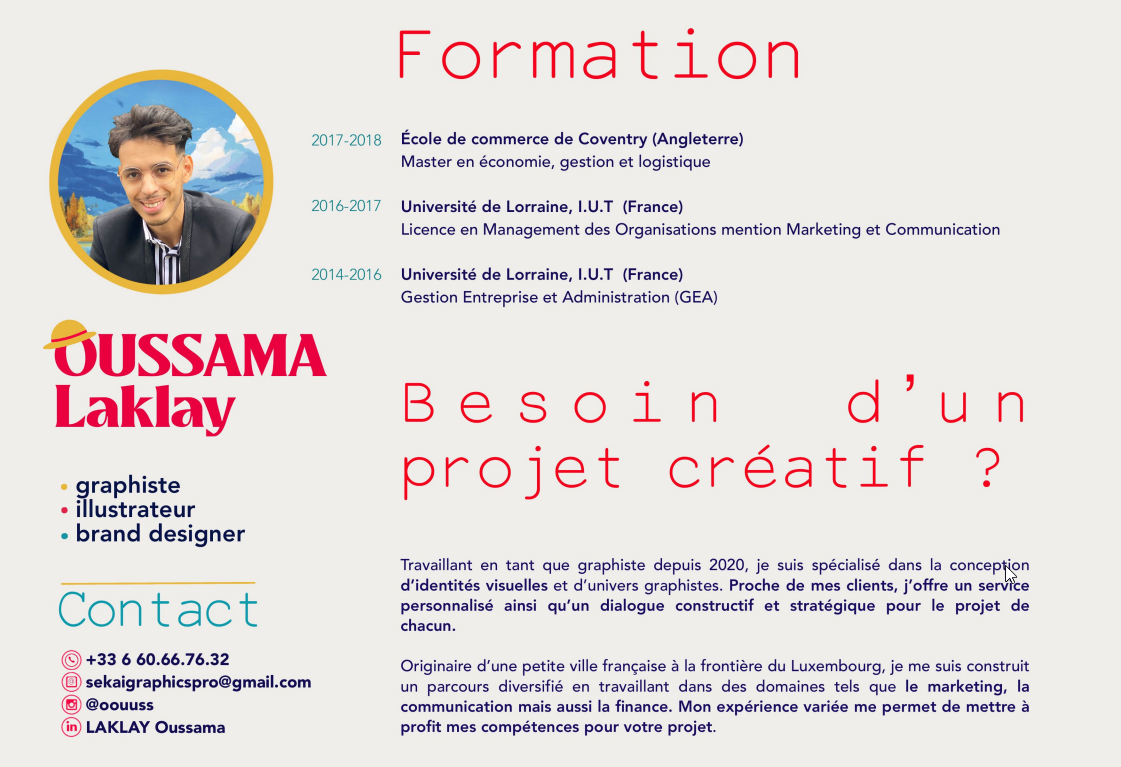 Formation
2017-2018 École de commerce de Coventry (Angleterre)
Master en économie, gestion et logistique
2016-2017 Université de Lorraine, I.U.T (France)
Licence en Management des Organisations mention Marketing et Communication
2014-2016 Université de Lorraine, I.U.T (France)
Gestion Entreprise et Administration (GEA)
OUSSAMA
Laklay
• graphiste
• illustrateur
• brand designer
Contact
+33 6 60.66.76.32
sekaigraphicspro@gmail.com
@oouuss
LAKLAY Oussama
Besoin d’un
projet créatif ?
Travaillant en tant que graphiste depuis 2020, je suis spécialisé dans la conception
d’identités visuelles et d’univers graphistes. Proche de mes clients, j’offre un service
personnalisé ainsi qu’un dialogue constructif et stratégique pour le projet de
chacun.
Originaire d’une petite ville française à la frontière du Luxembourg, je me suis construit
un parcours diversifié en travaillant dans des domaines tels que le marketing, la
communication mais aussi la finance. Mon expérience variée me permet de mettre à
profit mes compétences pour votre projet.